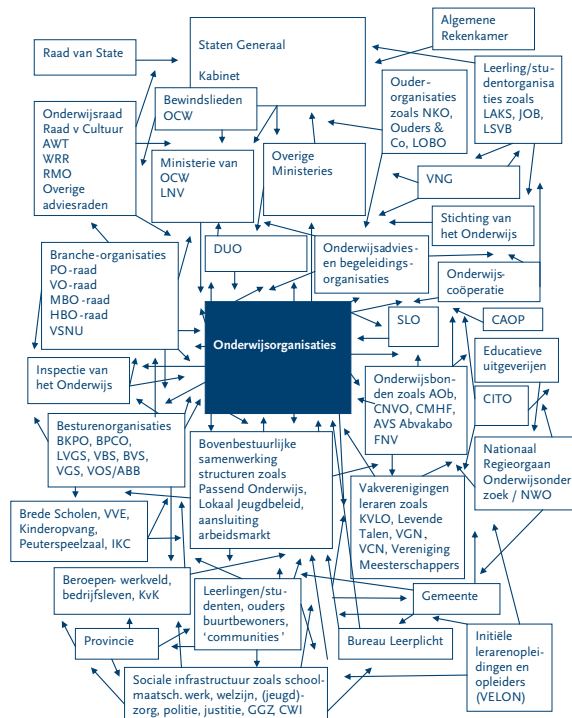 Algemene
Rekenkamer
Raad van State
Staten Generaal
Kabinet
Leerling/stu-
dentorganisa-
ties zoals
LAKS, JOB,
LSVB
Ouder-
organisaties
zoals NKO,
Ouders &
Co, LOBO
Bewindslieden
OCW
Onderwijsraad
Raad v Cultuur
AWT
WRR
RMO
Overige
adviesraden
Ministerie van
OCW
LNV
Overige
Ministeries
VNG
Stichting van
het Onderwijs
DUO
Onderwijsadvies-
en begeleidings-
organisaties
Branche-organisaties
PO-raad
VO-raad
MBO-raad
HBO-raad
VSNU
Onderwijs-
coöperatie
Onderwijsorganisaties
SLO
CAOP
Educatieve
uitgeverijen
Inspectie van
het Onderwijs
Onderwijsbon-
den zoals AOb,
CNVO, CMHF,
AVS Abvakabo
FNV
CITO
Besturenorganisaties
BKPO, BPCO,
LVGS, VBS, BVS,
VGS, VOS/ABB
Bovenbestuurlijke
samenwerking
structuren zoals
Passend Onderwijs,
Lokaal Jeugdbeleid,
aansluiting
arbeidsmarkt
Nationaal
Regieorgaan
Onderwijsonder
zoek / NWO
Vakverenigingen
leraren zoals
KVLO, Levende
Talen, VGN,
VCN, Vereniging
Meesterschappers
Brede Scholen, VVE,
Kinderopvang,
Peuterspeelzaal, IKC
Beroepen- werkveld,
bedrijfsleven, KvK
Leerlingen/stu-
denten, ouders,
buurtbewoners,
‘communities’
Gemeente
Provincie
Bureau Leerplicht
Initiële
lerarenoplei-
dingen en
opleiders
(VELON)
Sociale infrastructuur zoals school-
maatsch. werk, welzijn, (jeugd)-
zorg, politie, justitie, GGZ, CWI